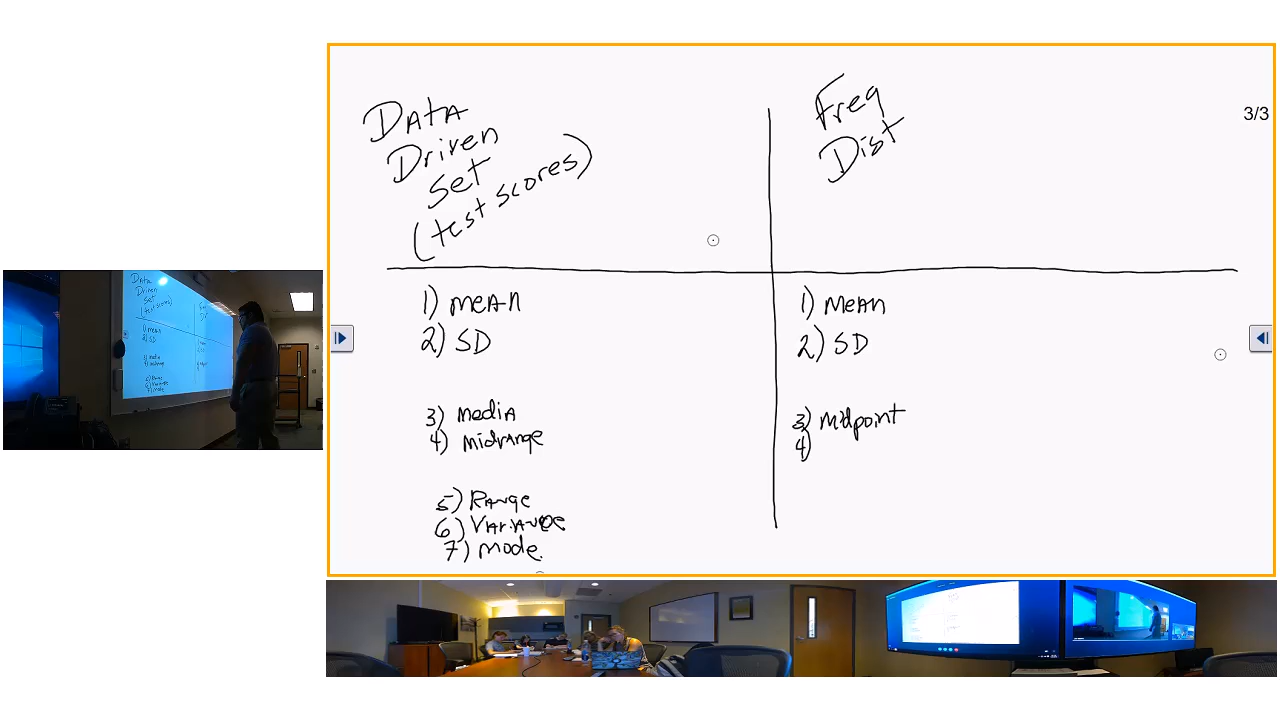 DATA
Driven
Set
(test scores)
Freq
Dist
3/3
1) MEAN
2) SD
3) MediA
4) MidrAnge
5) RAnge
6) VAriAnce
7) Mode.
1) MEAN
2) SD
3) Midpoint
4)